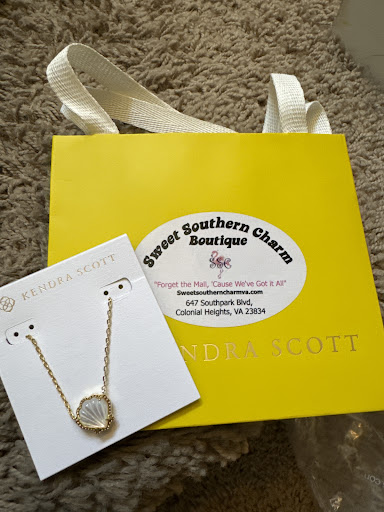 Sweet Southern Charm
Boutique
"Forget the Mall, 'Cause We've Got it All"
Sweetsoutherncharmva.com
647 Southpark Blvd,
Colonial Heights, VA 23834
KENDRA SCOTT
KENDRA SCOTT